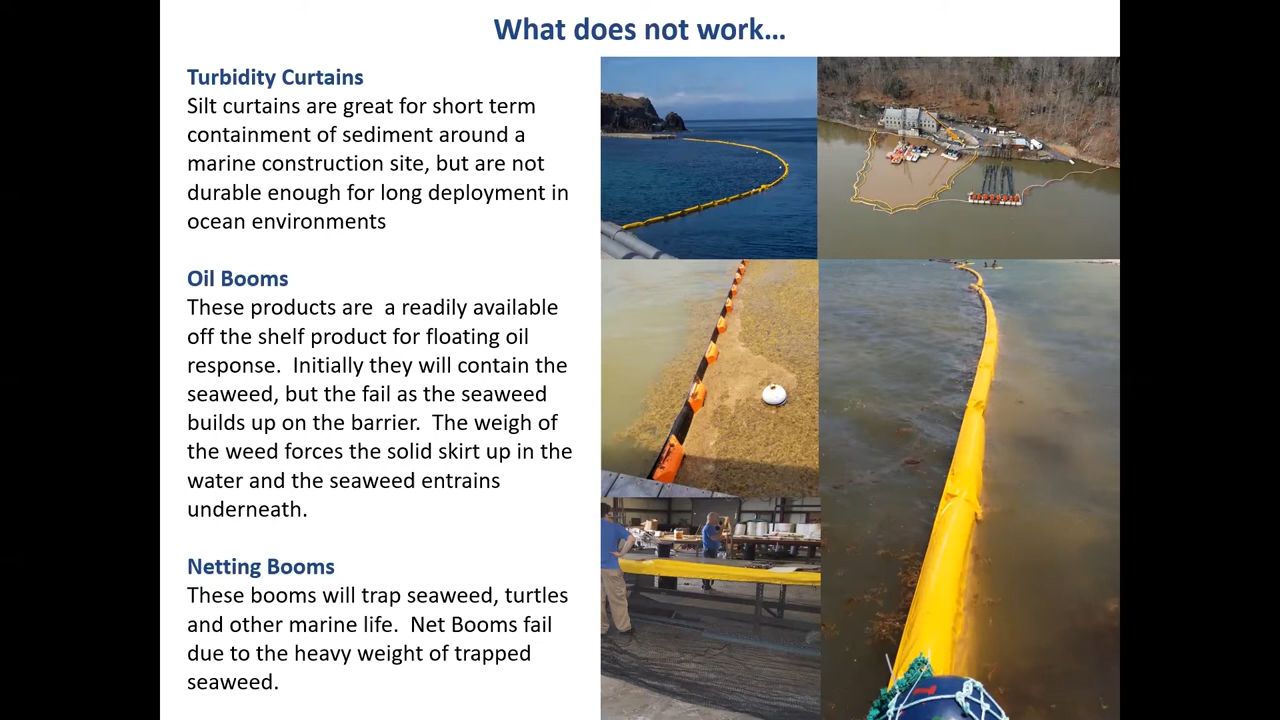 What does not work...
Turbidity Curtains
Silt curtains are great for short term
containment of sediment around a
marine construction site, but are not
durable enough for long deployment in
ocean environments
Oil Booms
These products are  a readily available
off the shelf product for floating oil
response.  Initially they will contain the
seaweed, but the fail as the seaweed
builds up on the barrier.  The weigh of
the weed forces the solid skirt up in the
water and the seaweed entrains
underneath.
Netting Booms
These booms will trap seaweed, turtles
and other marine life.  Net Booms fail
due to the heavy weight of trapped
seaweed.